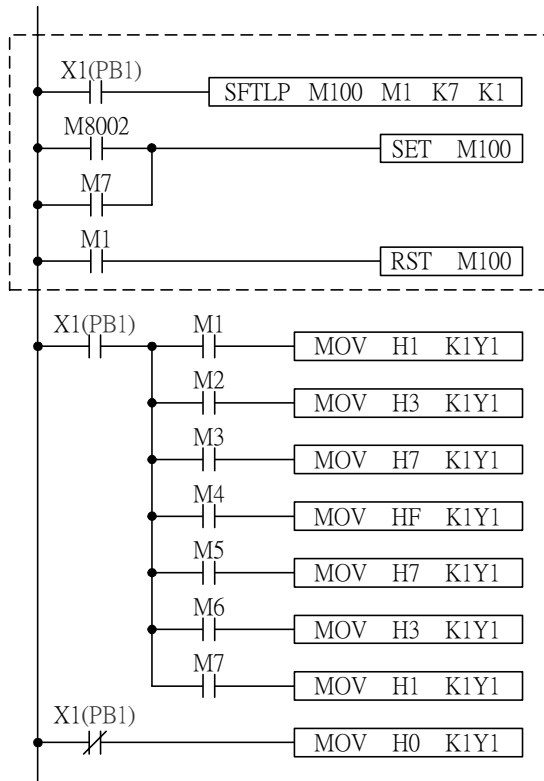 X1(PB1)
SFTLP M100 M1 K7 K1
M8002
SET M100
M7
M1
RST M100
X1(PB1)
M1
MOV H1 K1Y1
M2
MOV H3 K1Y1
M3
MOV H7 K1Y1
M4
MOV HF K1Y1
M5
MOV H7 K1Y1
M6
MOV H3 K1Y1
M7
MOV H1 K1Y1
X1(PB1)
MOV H0 K1Y1